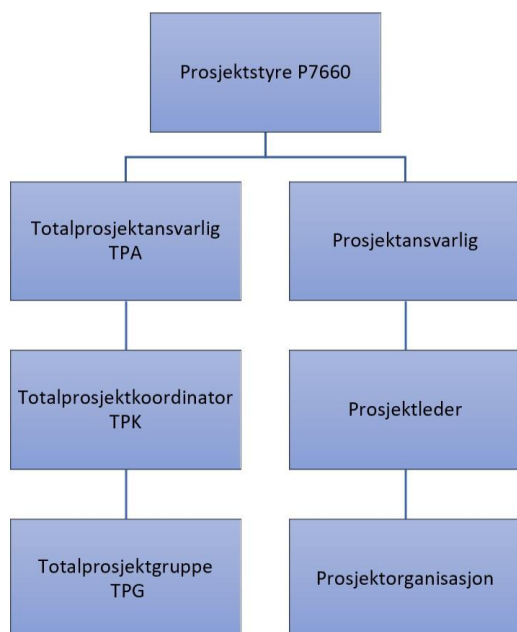 Prosjektstyre P7660
Totalprosjektansvarlig
TPA
Prosjektansvarlig
Totalprosjektkoordinator
TPK
Prosjektleder
Totalprosjektgruppe
TPG
Prosjektorganisasjon